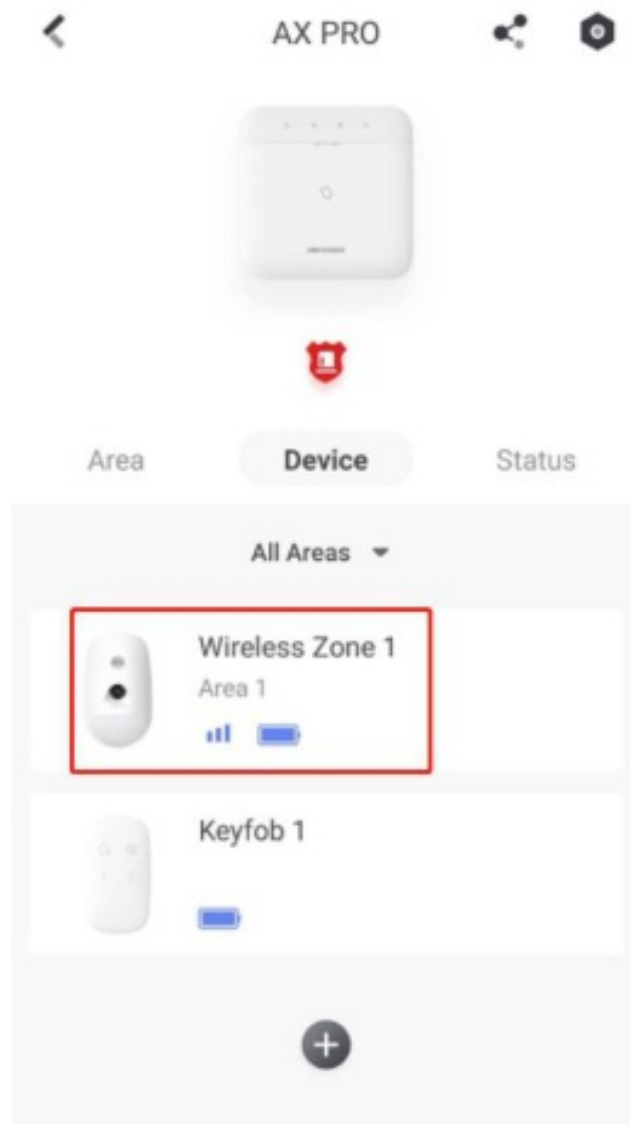 AX PRO
Area
Device
Status
All Areas
Wireless Zone 1
Area 1
Keyfob 1